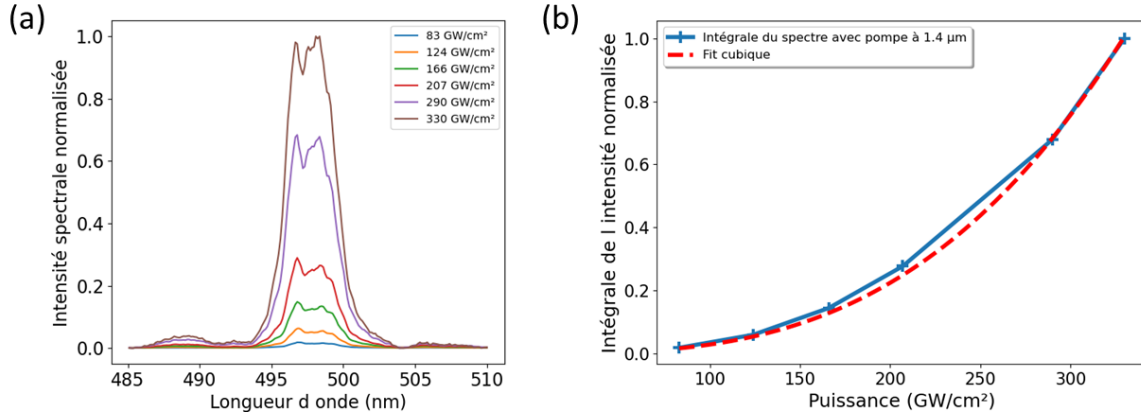 (a)
Intensité spectrale normalisée
1.0
0.8
0.6
0.4
0.2
0.0
83 GW/cm²
124 GW/cm²
166 GW/cm²
207 GW/cm²
290 GW/cm²
330 GW/cm²
485
490
495
500
505
510
Longueur d onde (nm)
(b)
Intégrale de l intensité normalisée
1.0
0.8
0.6
0.4
0.2
0.0
Intégrale du spectre avec pompe à 1.4 µm
Fit cubique
100
150
200
250
300
Puissance (GW/cm²)